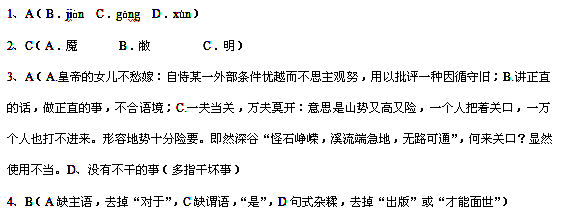 1、A（B．jiān　C．gòng　D．xùn）
2、C（A．魔　　B．敝　　C．明）
3、A（A.皇帝的女儿不愁嫁：自恃某一外部条件优越而不思主观努，用以批评一种因循守旧；B.讲正直
的话，做正直的事，不合语境；C.一夫当关，万夫莫开：意思是山势又高又险，一个人把着关口，一万
个人也打不进来。形容地势十分险要。即然深谷“怪石峥嵘，溪流湍急地，无路可通”，何来关口？显然
使用不当。D、没有不干的事（多指干坏事）
4、B（A缺主语，去掉“对于”，C缺谓语，“是”，D句式杂糅，去掉“出版”或“才能面世”）